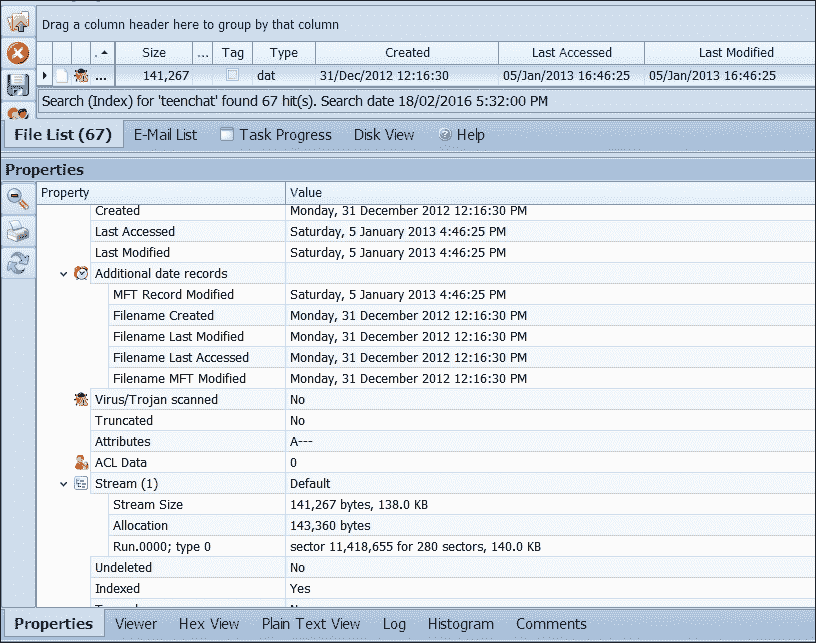 Drag a column header here to group by that column
. Size ... Tag Type Created Last Accessed Last Modified
... 141,267 dat 31/Dec/2012 12:16:30 05/Jan/2013 16:46:25 05/Jan/2013 16:46:25
Search (Index) for 'teenchat' found 67 hit(s). Search date 18/02/2016 5:32:00 PM
File List (67) E-Mail List Task Progress Disk View Help
Properties
Property Value
Created Monday, 31 December 2012 12:16:30 PM
Last Accessed Saturday, 5 January 2013 4:46:25 PM
Last Modified Saturday, 5 January 2013 4:46:25 PM
Additional date records
MFT Record Modified Saturday, 5 January 2013 4:46:25 PM
Filename Created Monday, 31 December 2012 12:16:30 PM
Filename Last Modified Monday, 31 December 2012 12:16:30 PM
Filename Last Accessed Monday, 31 December 2012 12:16:30 PM
Filename MFT Modified Monday, 31 December 2012 12:16:30 PM
Virus/Trojan scanned No
Truncated No
Attributes A---
ACL Data 0
Stream (1) Default
Stream Size 141,267 bytes, 138.0 KB
Allocation 143,360 bytes
Run.0000; type 0 sector 11,418,655 for 280 sectors, 140.0 KB
Undeleted No
Indexed Yes
Properties Viewer Hex View Plain Text View Log Histogram Comments